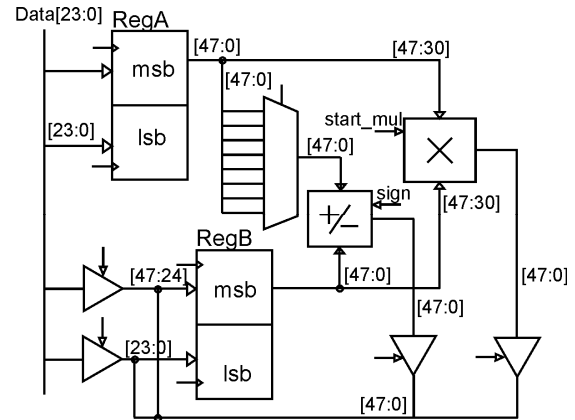 Data[23:0]
RegA
[47:0]
[47:30]
msb
[47:0]
[23:0]
lsb
start_mul
[47:0]
×
sign
+/-
[47:30]
RegB
[47:24]
msb
[47:0]
[47:0]
[47:0]
[23:0]
lsb
[47:0]